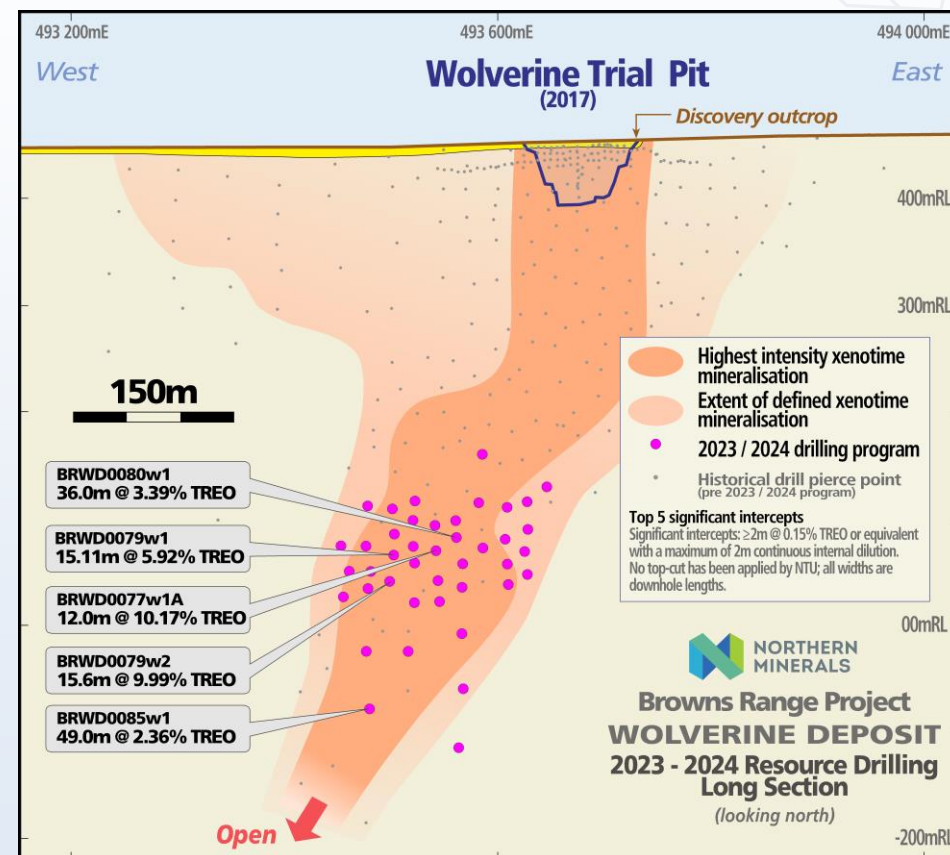 493 200mE
493 600mE
494 000mE
West
Wolverine Trial Pit
(2017)
East
Discovery outcrop
400mRL
300mRL
150m
Highest intensity xenotime
mineralisation
Extent of defined xenotime
mineralisation
2023 / 2024 drilling program
Historical drill pierce point
(pre 2023 / 2024 program)
Top 5 significant intercepts
Significant intercepts: ≥2m @ 0.15% TREO or equivalent
with a maximum of 2m continuous internal dilution.
No top-cut has been applied by NTU; all widths are
downhole lengths.
BRWD0080w1
36.0m @ 3.39% TREO
BRWD0079w1
15.11m @ 5.92% TREO
BRWD0077w1A
12.0m @ 10.17% TREO
BRWD0079w2
15.6m @ 9.99% TREO
BRWD0085w1
49.0m @ 2.36% TREO
00mRL
NORTHERN
MINERALS
Browns Range Project
WOLVERINE DEPOSIT
2023 - 2024 Resource Drilling
Long Section
(looking north)
Open
-200mRL